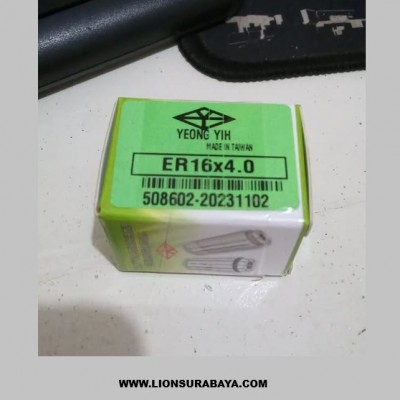 YEONG YIH
MADE IN TAIWAN
ER16x4.0
508602-20231102
WWW.LIONSURABAYA.COM